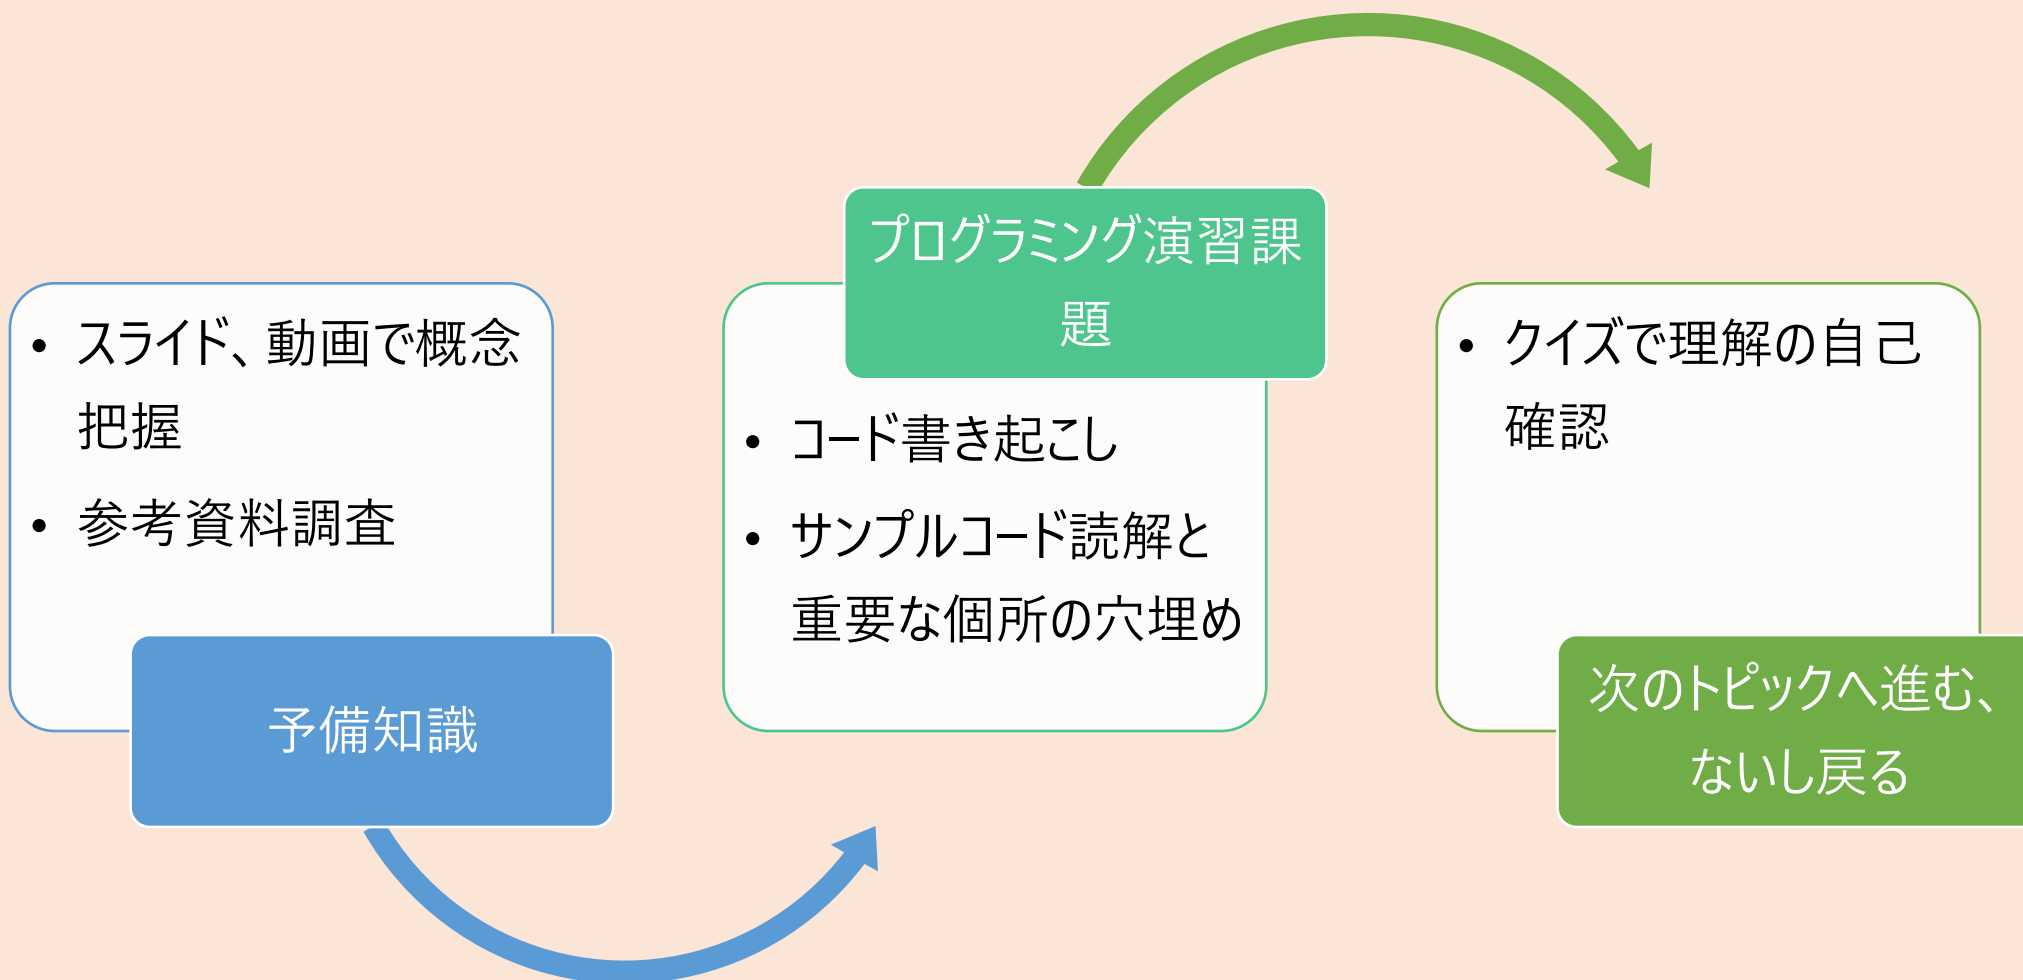 ・スライド、動画で概念
把握
・参考資料調査
予備知識
プログラミング演習課
題
・コード書き起こし
・サンプルコード読解と
重要な個所の穴埋め
・クイズで理解の自己
確認
次のトピックへ進む、
ないし戻る